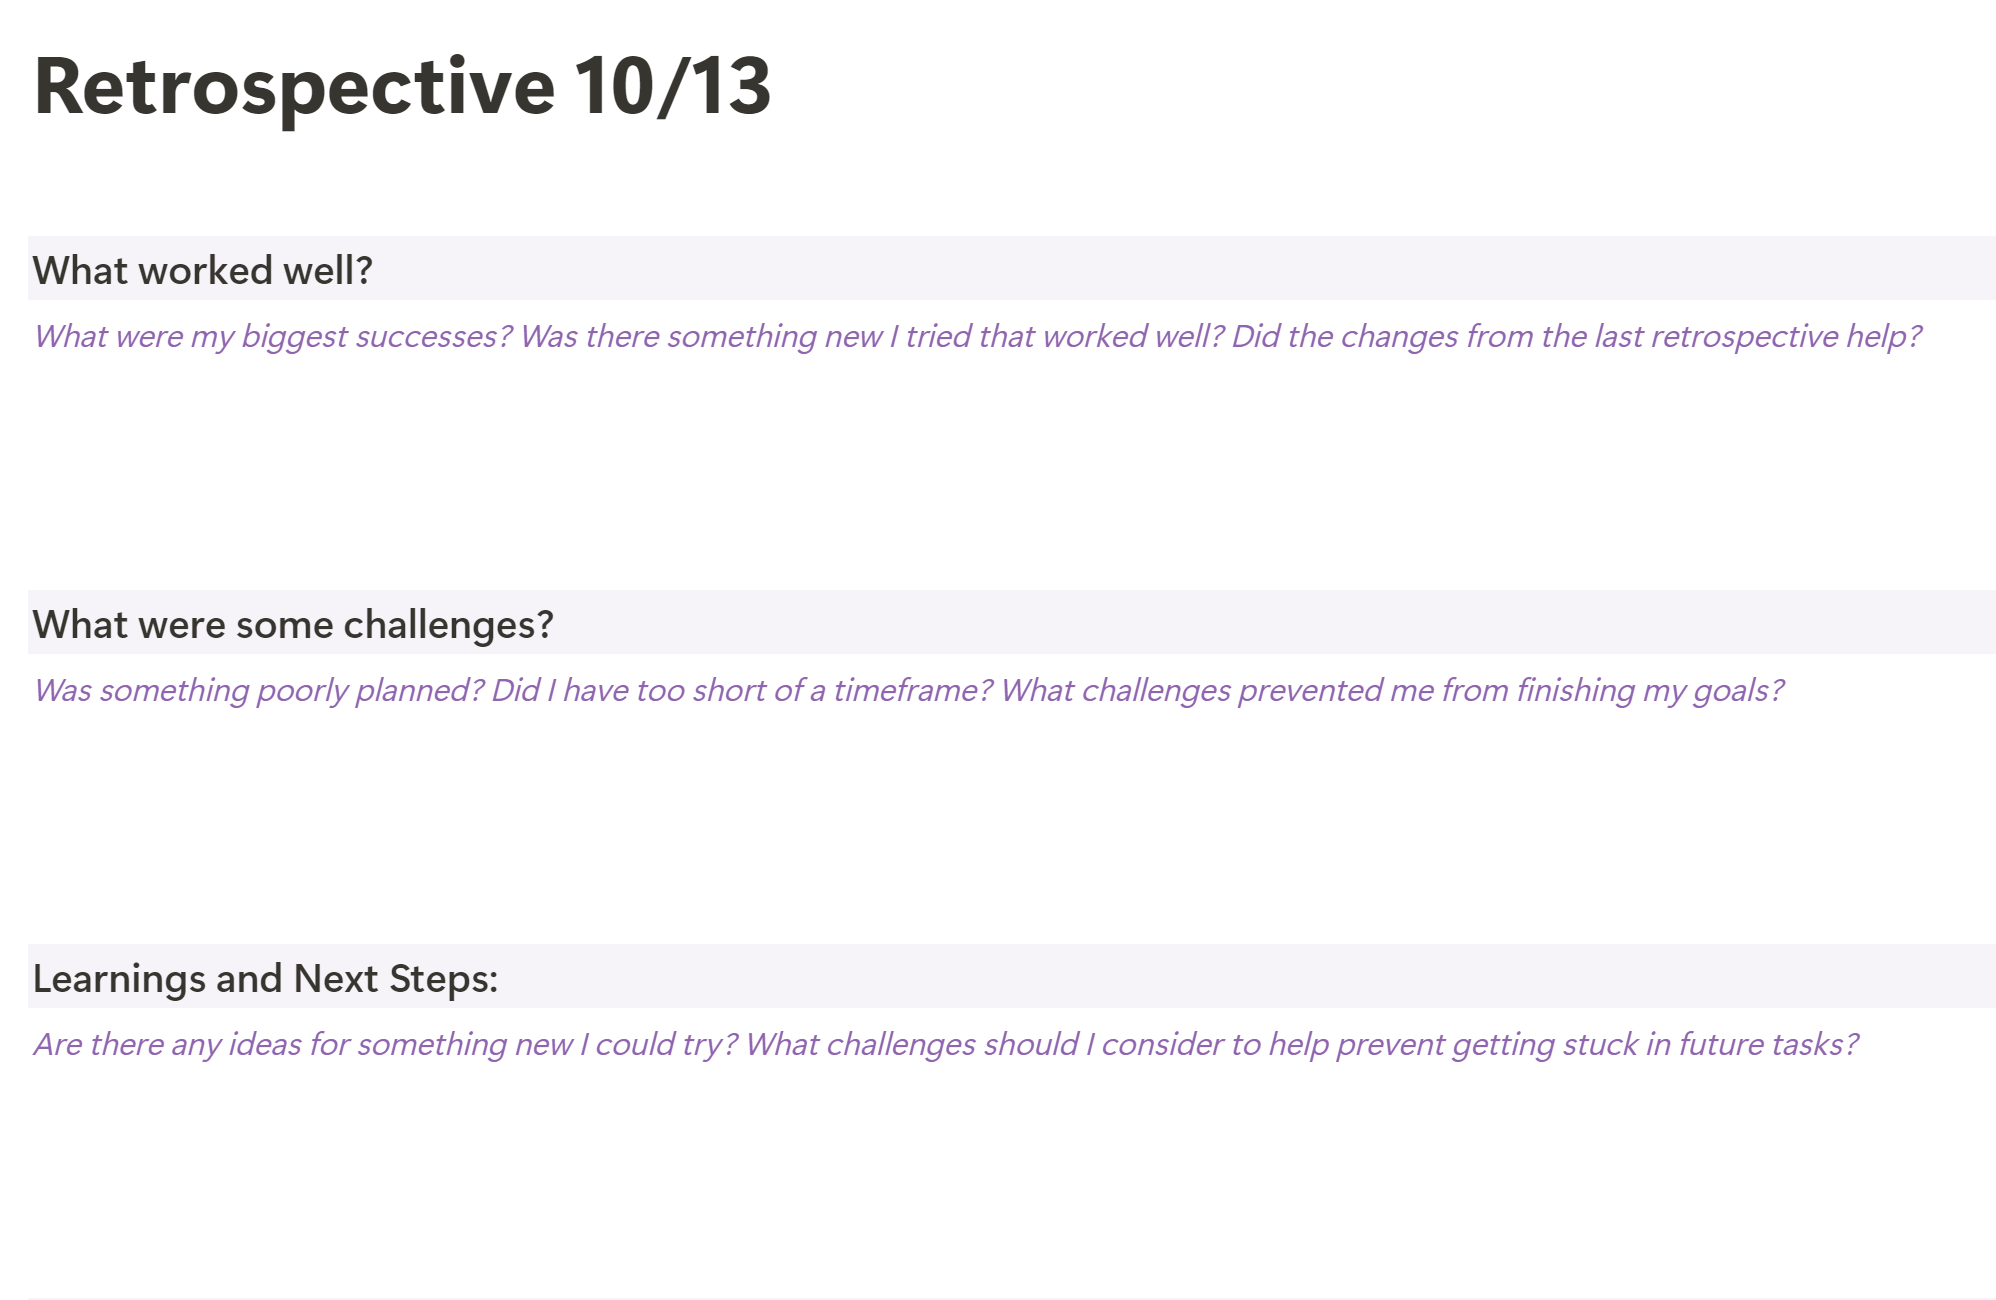 Retrospective 10/13
What worked well?
What were my biggest successes? Was there something new I tried that worked well? Did the changes from the last retrospective help?
What were some challenges?
Was something poorly planned? Did I have too short of a timeframe? What challenges prevented me from finishing my goals?
Learnings and Next Steps:
Are there any ideas for something new I could try? What challenges should I consider to help prevent getting stuck in future tasks?